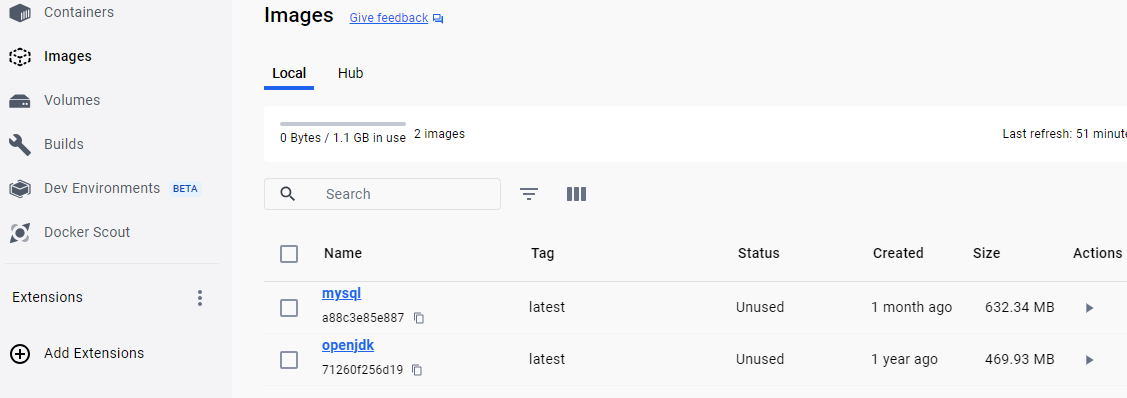 Containers
Images
Volumes
Builds
Dev Environments BETA
Docker Scout
Extensions
Add Extensions
Images Give feedback
Local Hub
0 Bytes / 1.1 GB in use 2 images Last refresh: 51 minute
Search
Name Tag Status Created Size Actions
mysql
a88c3e85e887 latest Unused 1 month ago 632.34 MB
openjdk
71260f256d19 latest Unused 1 year ago 469.93 MB